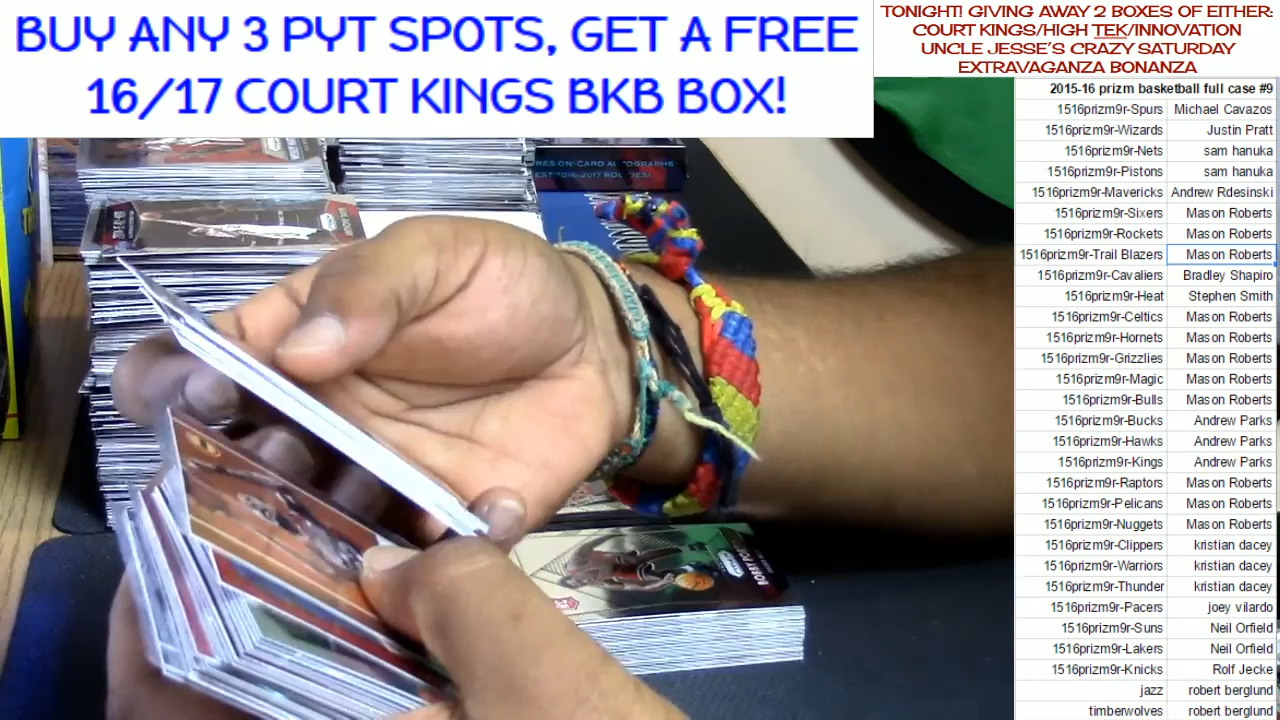 BUY ANY 3 PYT SPOTS, GET A FREE
16/17 COURT KINGS BKB BOX!
TONIGHT! GIVING AWAY 2 BOXES OF EITHER:
COURT KINGS/HIGH TEK/INNOVATION
UNCLE JESSE'S CRAZY SATURDAY
EXTRAVAGANZA BONANZA
2015-16 prizm basketball full case #9
1516prizm9r-Spurs Michael Cavazos
1516prizm9r-Wizards Justin Pratt
1516prizm9r-Nets sam hanuka
1516prizm9r-Pistons sam hanuka
1516prizm9r-Mavericks Andrew Rdesinski
1516prizm9r-Sixers Mason Roberts
1516prizm9r-Rockets Mason Roberts
1516prizm9r-Trail Blazers Mason Roberts
1516prizm9r-Cavaliers Bradley Shapiro
1516prizm9r-Heat Stephen Smith
1516prizm9r-Celtics Mason Roberts
1516prizm9r-Hornets Mason Roberts
1516prizm9r-Grizzlies Mason Roberts
1516prizm9r-Magic Mason Roberts
1516prizm9r-Bulls Mason Roberts
1516prizm9r-Bucks Andrew Parks
1516prizm9r-Hawks Andrew Parks
1516prizm9r-Kings Andrew Parks
1516prizm9r-Raptors Mason Roberts
1516prizm9r-Pelicans Mason Roberts
1516prizm9r-Nuggets Mason Roberts
1516prizm9r-Clippers kristian dacey
1516prizm9r-Warriors kristian dacey
1516prizm9r-Thunder kristian dacey
1516prizm9r-Pacers joey vilardo
1516prizm9r-Suns Neil Orfield
1516prizm9r-Lakers Neil Orfield
1516prizm9r-Knicks Rolf Jecke
jazz robert berglund
timberwolves robert berglund
ON-CARD AUTOGRAPHS
2016-2017
BOBBY